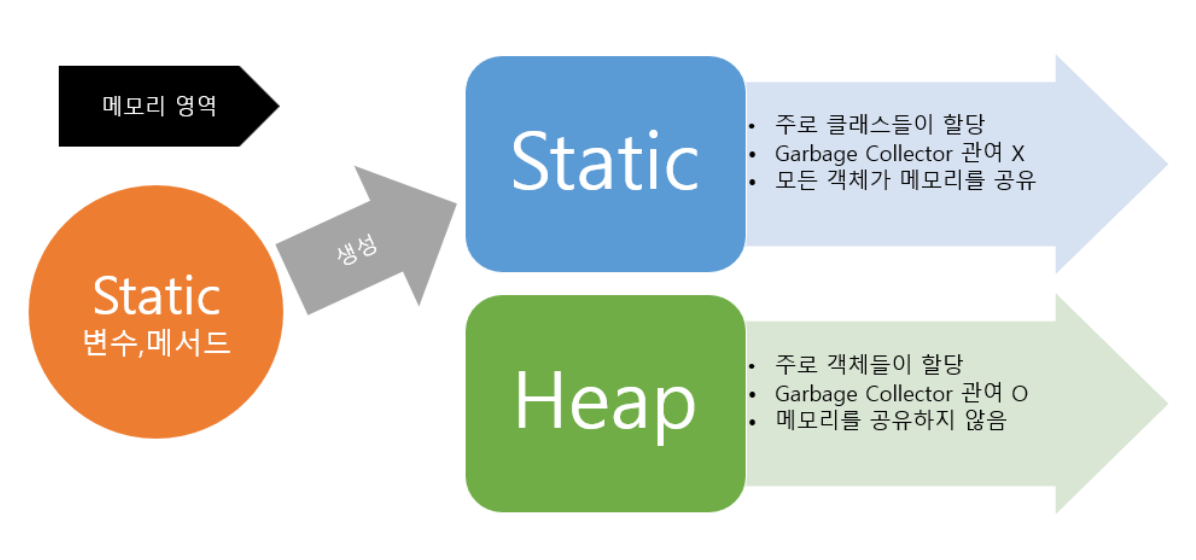 메모리 영역
Static
변수,메서드
생성
Static
• 주로 클래스들이 할당
• Garbage Collector 관여 X
• 모든 객체가 메모리를 공유
Heap
• 주로 객체들이 할당
• Garbage Collector 관여 O
• 메모리를 공유하지 않음